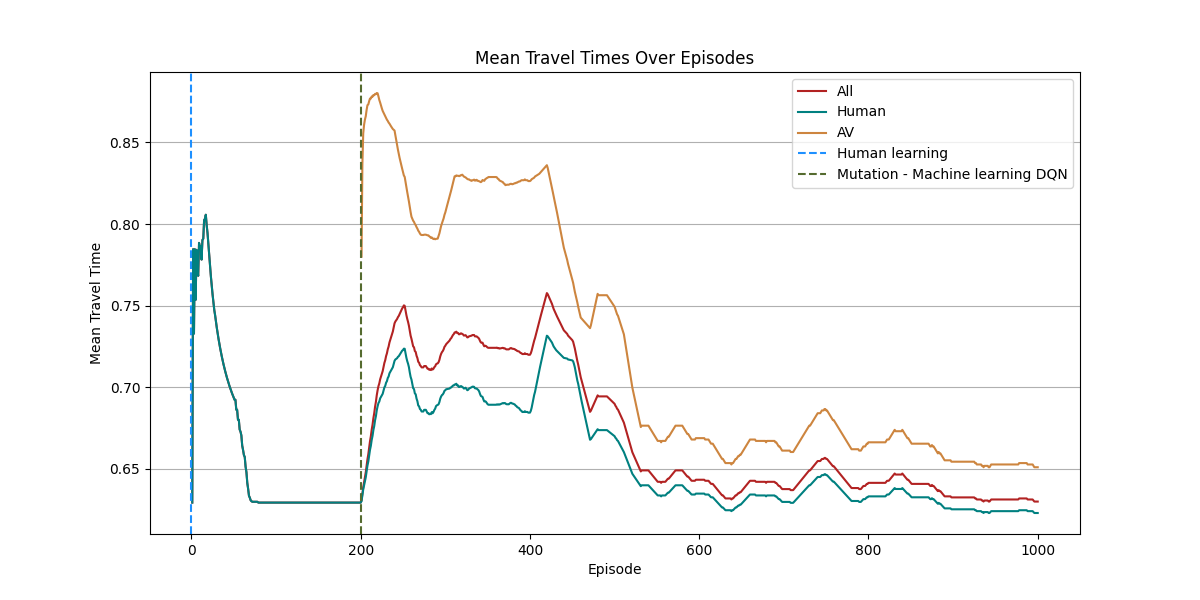 Mean Travel Times Over Episodes
Mean Travel Time
0.85
0.80
0.75
0.70
0.65
0
200
400
600
800
1000
Episode
All
Human
AV
Human learning
Mutation - Machine learning DQN